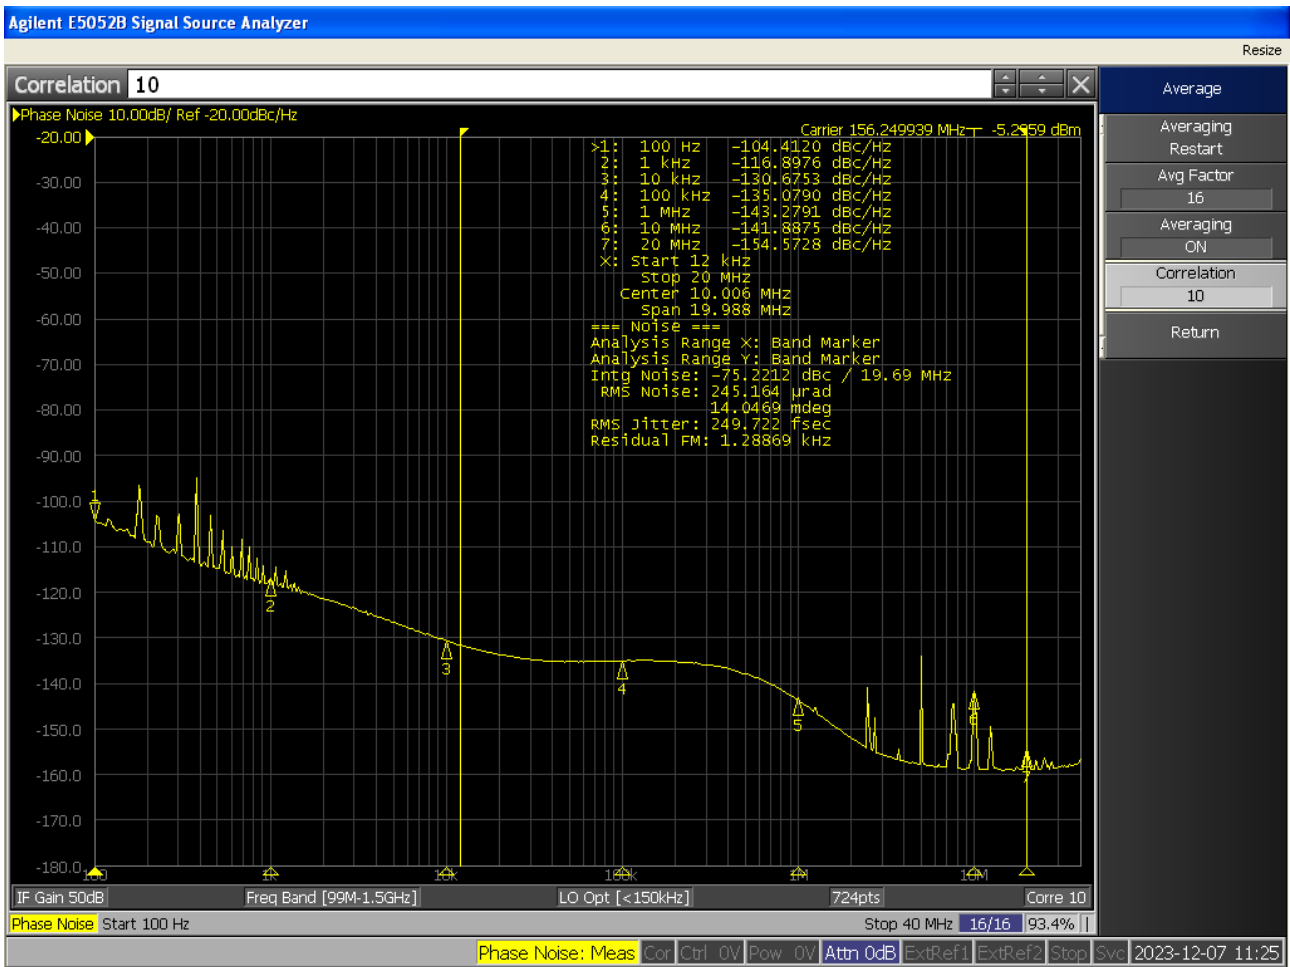 Agilent E5052B Signal Source Analyzer
Resize
Correlation 10
Phase Noise 10.00dB/ Ref -20.00dBc/Hz
Carrier 156.249939 MHz -5.2959 dBm
>1: 100 Hz -104.4120 dBc/Hz
2: 1 kHz -116.8976 dBc/Hz
3: 10 kHz -130.6753 dBc/Hz
4: 100 kHz -135.0790 dBc/Hz
5: 1 MHz -143.2791 dBc/Hz
6: 10 MHz -141.8875 dBc/Hz
7: 20 MHz -154.5728 dBc/Hz
X: Start 12 kHz
Stop 20 MHz
Center 10.006 MHz
Span 19.988 MHz
=== Noise ===
Analysis Range X: Band Marker
Analysis Range Y: Band Marker
Intg Noise: -75.2212 dBc / 19.69 MHz
RMS Noise: 245.164 µrad
14.0469 mdeg
RMS Jitter: 249.722 fsec
Residual FM: 1.28869 kHz
-20.00
-30.00
-40.00
-50.00
-60.00
-70.00
-80.00
-90.00
-100.0
-110.0
-120.0
-130.0
-140.0
-150.0
-160.0
-170.0
-180.0
1
2
3
4
5
6
7
100 1k 10k 100k 1M 10M
IF Gain 50dB Freq Band [99M-1.5GHz] LO Opt [<150kHz] 724pts Corre 10
Phase Noise Start 100 Hz Stop 40 MHz 16/16 93.4%
Phase Noise: Meas Cor Ctrl 0V Pow 0V Attn 0dB ExtRef1 ExtRef2 Stop Svc 2023-12-07 11:25
Average
Averaging
Restart
Avg Factor
16
Averaging
ON
Correlation
10
Return